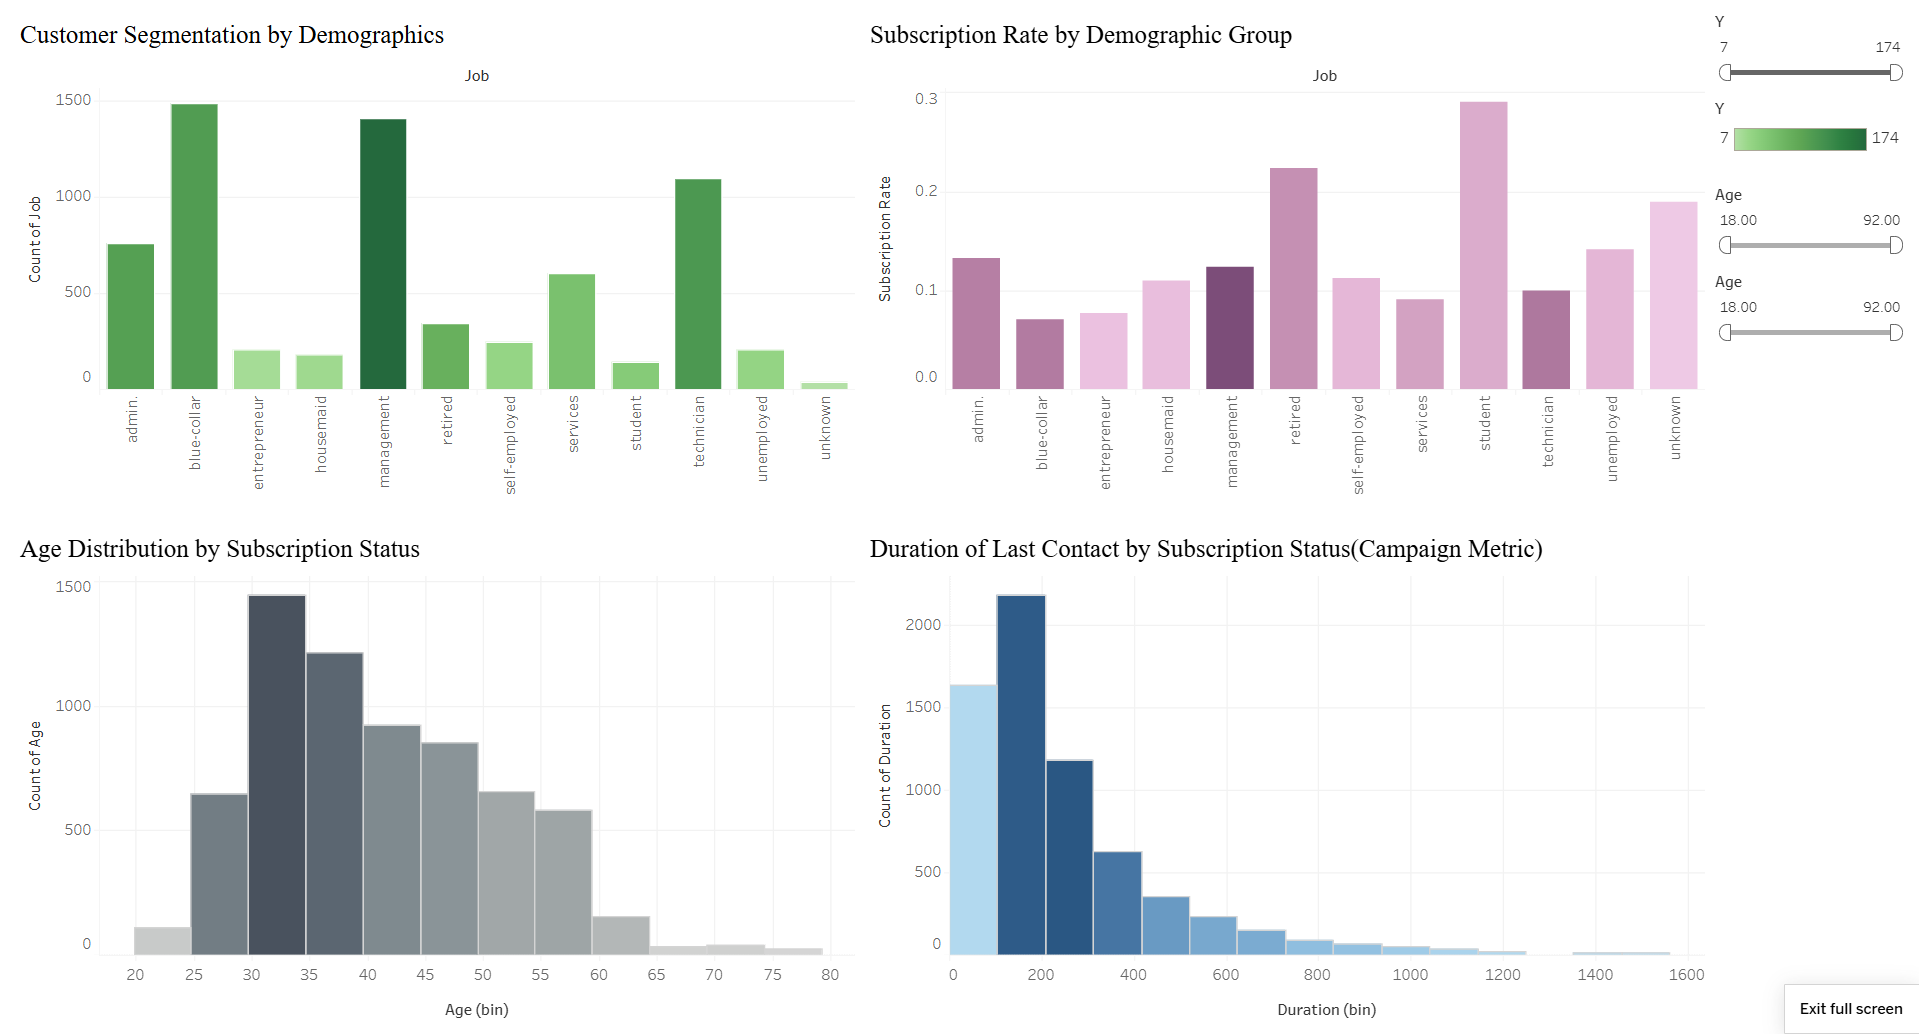 Customer Segmentation by Demographics
Job
Count of Job
1500
1000
500
0
admin.
blue-collar
entrepreneur
housemaid
management
retired
self-employed
services
student
technician
unemployed
unknown
Subscription Rate by Demographic Group
Job
Subscription Rate
0.3
0.2
0.1
0.0
admin.
blue-collar
entrepreneur
housemaid
management
retired
self-employed
services
student
technician
unemployed
unknown
Y
7 174
Y
7 174
Age
18.00 92.00
Age
18.00 92.00
Age Distribution by Subscription Status
Count of Age
1500
1000
500
0
20 25 30 35 40 45 50 55 60 65 70 75 80
Age (bin)
Duration of Last Contact by Subscription Status(Campaign Metric)
Count of Duration
2000
1500
1000
500
0
0 200 400 600 800 1000 1200 1400 1600
Duration (bin)
Exit full screen